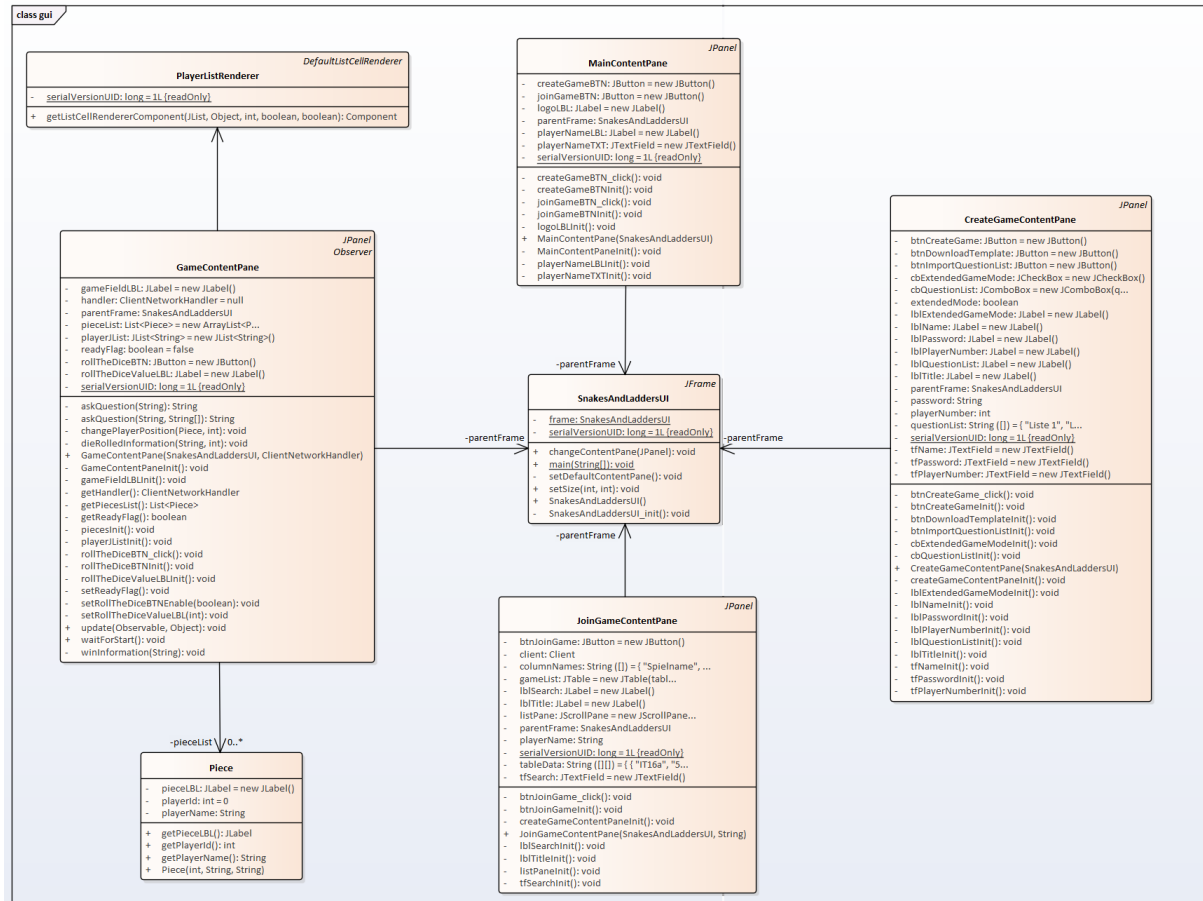 class gui
DefaultListCellRenderer
PlayerListRenderer
- serialVersionUID: long = 1L {readOnly}
+ getListCellRendererComponent(JList, Object, int, boolean, boolean): Component
JPanel
MainContentPane
- createGameBTN: JButton = new JButton()
- joinGameBTN: JButton = new JButton()
- logoLBL: JLabel = new JLabel()
- parentFrame: SnakesAndLaddersUI
- playerNameLBL: JLabel = new JLabel()
- playerNameTXT: JTextField = new JTextField()
- serialVersionUID: long = 1L {readOnly}
- createGameBTN_click(): void
- createGameBTNInit(): void
- joinGameBTN_click(): void
- joinGameBTNInit(): void
- logoLBLInit(): void
+ MainContentPane(SnakesAndLaddersUI)
- MainContentPaneInit(): void
- playerNameLBLInit(): void
- playerNameTXTInit(): void
JPanel
Observer
GameContentPane
- gameFieldLBL: JLabel = new JLabel()
- handler: ClientNetworkHandler = null
- parentFrame: SnakesAndLaddersUI
- pieceList: List<Piece> = new ArrayList<P...
- playerJList: JList<String> = new JList<String>()
- readyFlag: boolean = false
- rollTheDiceBTN: JButton = new JButton()
- rollTheDiceValueLBL: JLabel = new JLabel()
- serialVersionUID: long = 1L {readOnly}
- askQuestion(String): String
- askQuestion(String, String[]): String
- changePlayerPosition(Piece, int): void
- dieRolledInformation(String, int): void
+ GameContentPane(SnakesAndLaddersUI, ClientNetworkHandler)
- GameContentPaneInit(): void
- gameFieldLBLInit(): void
- getHandler(): ClientNetworkHandler
- getPiecesList(): List<Piece>
- getReadyFlag(): boolean
- piecesInit(): void
- playerJListInit(): void
- rollTheDiceBTN_click(): void
- rollTheDiceBTNInit(): void
- rollTheDiceValueLBLInit(): void
- setReadyFlag(): void
- setRollTheDiceBTNEnable(boolean): void
- setRollTheDiceValueLBL(int): void
+ update(Observable, Object): void
+ waitForStart(): void
- winInformation(String): void
JPanel
CreateGameContentPane
- btnCreateGame: JButton = new JButton()
- btnDownloadTemplate: JButton = new JButton()
- btnImportQuestionList: JButton = new JButton()
- cbExtendedGameMode: JCheckBox = new JCheckBox()
- cbQuestionList: JComboBox = new JComboBox(q...
- extendedMode: boolean
- lblExtendedGameMode: JLabel = new JLabel()
- lblName: JLabel = new JLabel()
- lblPassword: JLabel = new JLabel()
- lblPlayerNumber: JLabel = new JLabel()
- lblQuestionList: JLabel = new JLabel()
- lblTitle: JLabel = new JLabel()
- parentFrame: SnakesAndLaddersUI
- password: String
- playerNumber: int
- questionList: String ([]) = { "Liste 1", "L...
- serialVersionUID: long = 1L {readOnly}
- tfName: JTextField = new JTextField()
- tfPassword: JTextField = new JTextField()
- tfPlayerNumber: JTextField = new JTextField()
- btnCreateGame_click(): void
- btnCreateGameInit(): void
- btnDownloadTemplateInit(): void
- btnImportQuestionListInit(): void
- cbExtendedGameModeInit(): void
- cbQuestionListInit(): void
+ CreateGameContentPane(SnakesAndLaddersUI)
- createGameContentPaneInit(): void
- lblExtendedGameModeInit(): void
- lblNameInit(): void
- lblPasswordInit(): void
- lblPlayerNumberInit(): void
- lblQuestionListInit(): void
- lblTitleInit(): void
- tfNameInit(): void
- tfPasswordInit(): void
- tfPlayerNumberInit(): void
-parentFrame
JFrame
SnakesAndLaddersUI
- frame: SnakesAndLaddersUI
- serialVersionUID: long = 1L {readOnly}
+ changeContentPane(JPanel): void
+ main(String[]): void
- setDefaultContentPane(): void
+ setSize(int, int): void
+ SnakesAndLaddersUI()
- SnakesAndLaddersUI_init(): void
-parentFrame
-parentFrame
-parentFrame
JPanel
JoinGameContentPane
- btnJoinGame: JButton = new JButton()
- client: Client
- columnNames: String ([]) = { "Spielname", ...
- gameList: JTable = new JTable(tabl...
- lblSearch: JLabel = new JLabel()
- lblTitle: JLabel = new JLabel()
- listPane: JScrollPane = new JScrollPane...
- parentFrame: SnakesAndLaddersUI
- playerName: String
- serialVersionUID: long = 1L {readOnly}
- tableData: String ([][]) = { { "IT16a", "5...
- tfSearch: JTextField = new JTextField()
- btnJoinGame_click(): void
- btnJoinGameInit(): void
- createGameContentPaneInit(): void
+ JoinGameContentPane(SnakesAndLaddersUI, String)
- lblSearchInit(): void
- lblTitleInit(): void
- listPaneInit(): void
- tfSearchInit(): void
-pieceList 0..*
Piece
- pieceLBL: JLabel = new JLabel()
- playerId: int = 0
- playerName: String
+ getPieceLBL(): JLabel
+ getPlayerId(): int
+ getPlayerName(): String
+ Piece(int, String, String)